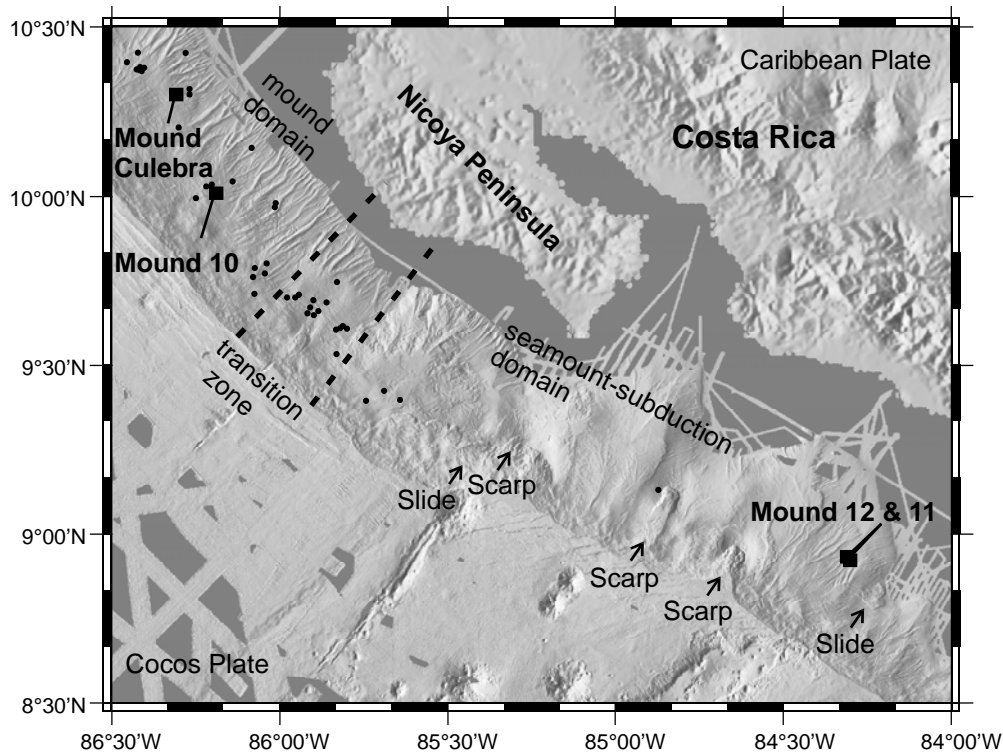 10°30'N
10°00'N
9°30'N
9°00'N
8°30'N
86°30'W
86°00'W
85°30'W
85°00'W
84°30'W
84°00'W
Caribbean Plate
Costa Rica
Nicoya Peninsula
mound
domain
Mound
Culebra
Mound 10
transition
zone
seamount-subduction
domain
Slide
Scarp
Scarp
Scarp
Mound 12 & 11
Slide
Cocos Plate